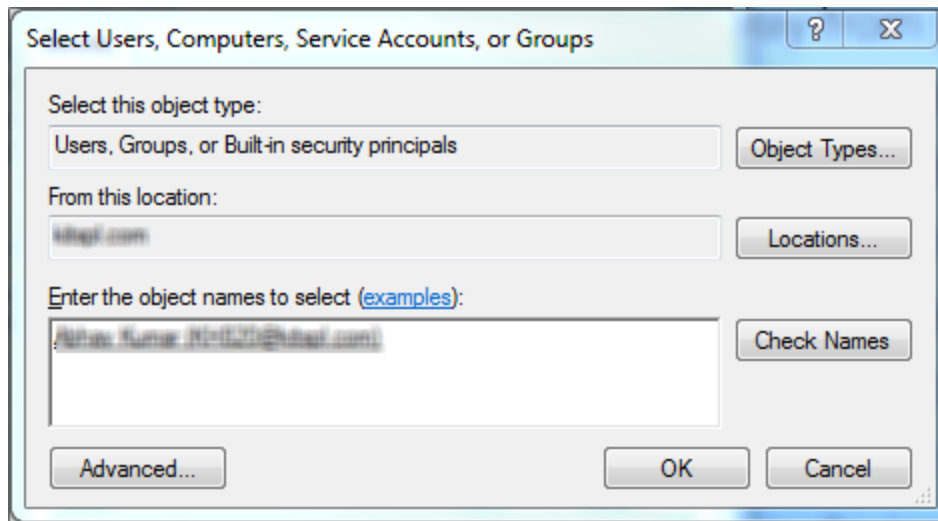 Select Users, Computers, Service Accounts, or Groups
Select this object type:
Users, Groups, or Built-in security principals
Object Types...
From this location:
Locations...
Enter the object names to select (examples):
Check Names
Advanced...
OK
Cancel